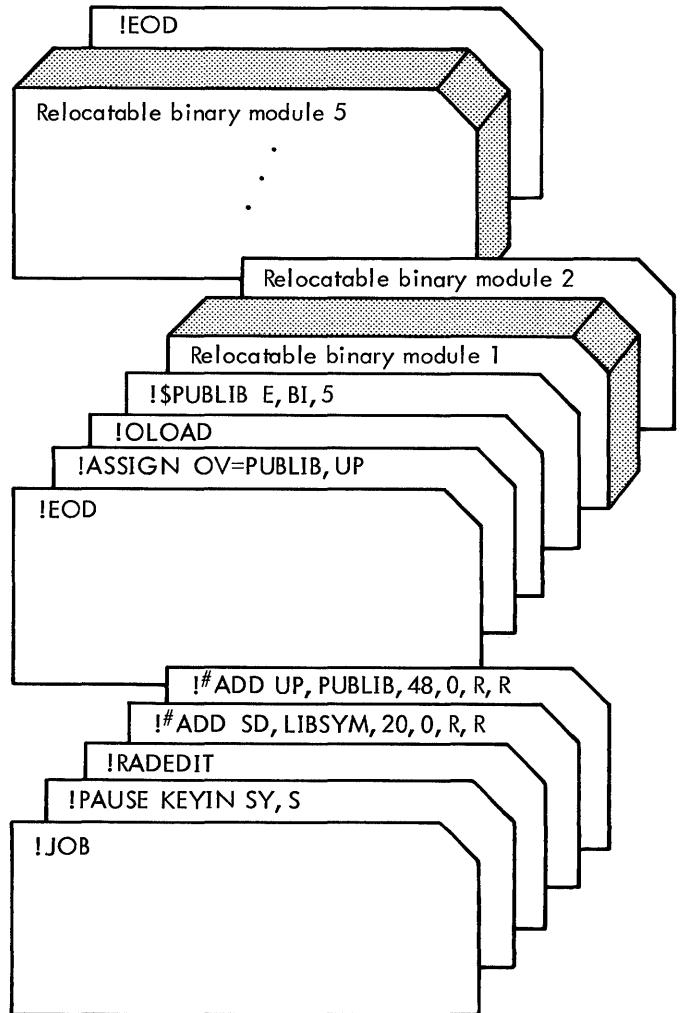 !EOD
Relocatable binary module 5
Relocatable binary module 2
Relocatable binary module 1
!$PUBLIB E, BI, 5
!OLOAD
!ASSIGN OV=PUBLIB, UP
!EOD
!#ADD UP, PUBLIB, 48, 0, R, R
!#ADD SD, LIBSYM, 20, 0, R, R
!RADEDIT
!PAUSE KEYIN SY, S
!JOB